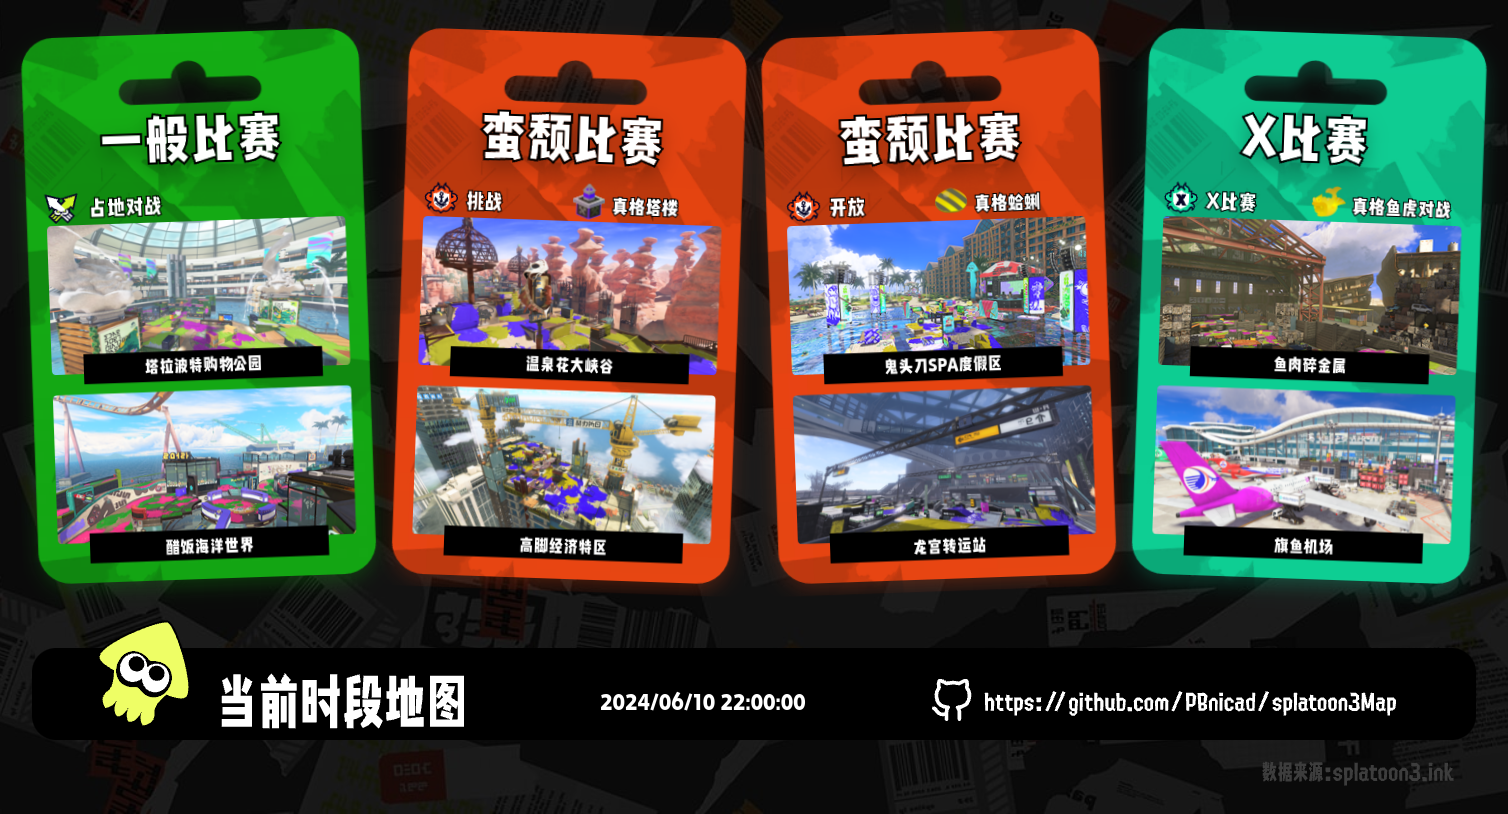 一般比赛
占地对战
塔拉波特购物公园
醋饭海洋世界
蛮颓比赛
挑战
真格塔楼
温泉花大峡谷
高脚经济特区
蛮颓比赛
开放
真格蛤蜊
鬼头刀SPA度假区
龙宫转运站
X比赛
X比赛
真格鱼虎对战
鱼肉碎金属
旗鱼机场
当前时段地图
2024/06/10 22:00:00
https://github.com/PBnicad/splatoon3Map
数据来源:splatoon3.ink